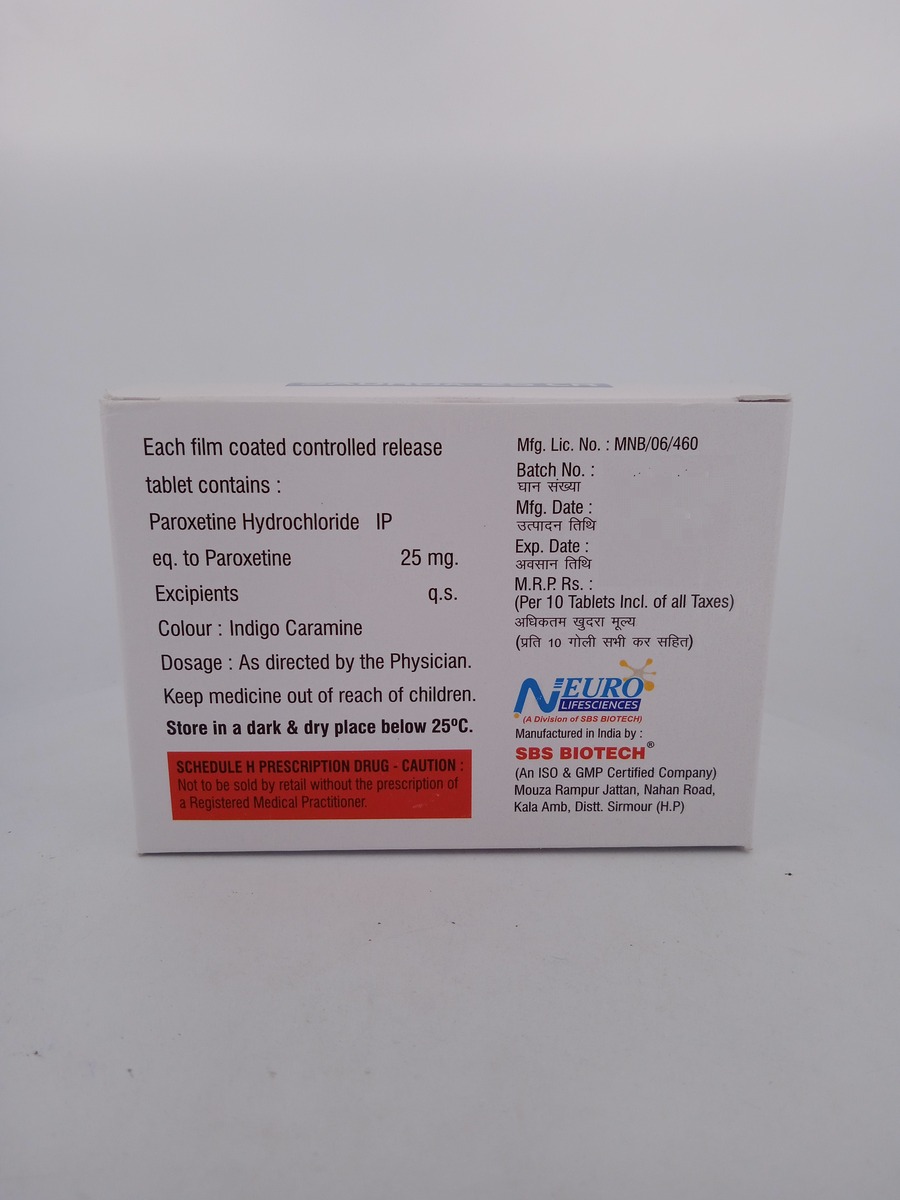 Each film coated controlled release
tablet contains :
Paroxetine Hydrochloride IP
eq. to Paroxetine 25 mg.
Excipients q.s.
Colour : Indigo Caramine
Dosage : As directed by the Physician.
Keep medicine out of reach of children.
Store in a dark & dry place below 25ºC.
SCHEDULE H PRESCRIPTION DRUG - CAUTION :
Not to be sold by retail without the prescription of
a Registered Medical Practitioner.
Mfg. Lic. No. : MNB/06/460
Batch No. :
घान संख्या
Mfg. Date :
उत्पादन तिथि
Exp. Date :
अवसान तिथि
M.R.P. Rs. :
(Per 10 Tablets Incl. of all Taxes)
अधिकतम खुदरा मूल्य
(प्रति 10 गोली सभी कर सहित)
NEURO
LIFESCIENCES
(A Division of SBS BIOTECH)
Manufactured in India by :
SBS BIOTECH®
(An ISO & GMP Certified Company)
Mouza Rampur Jattan, Nahan Road,
Kala Amb, Distt. Sirmour (H.P)